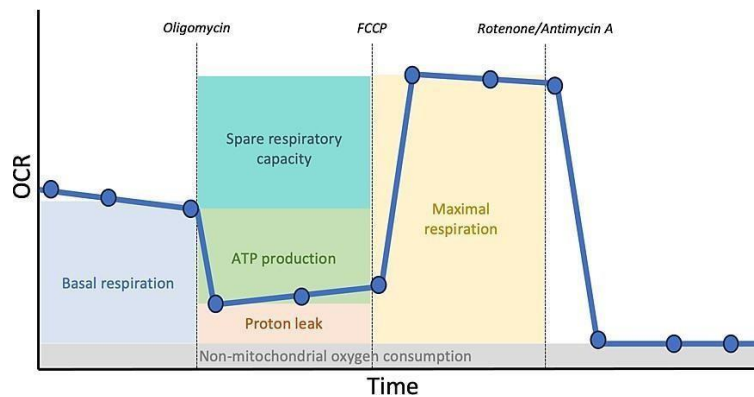 Oligomycin
FCCP
Rotenone/Antimycin A
OCR
Spare respiratory
capacity
Maximal
respiration
ATP production
Basal respiration
Proton leak
Non-mitochondrial oxygen consumption
Time